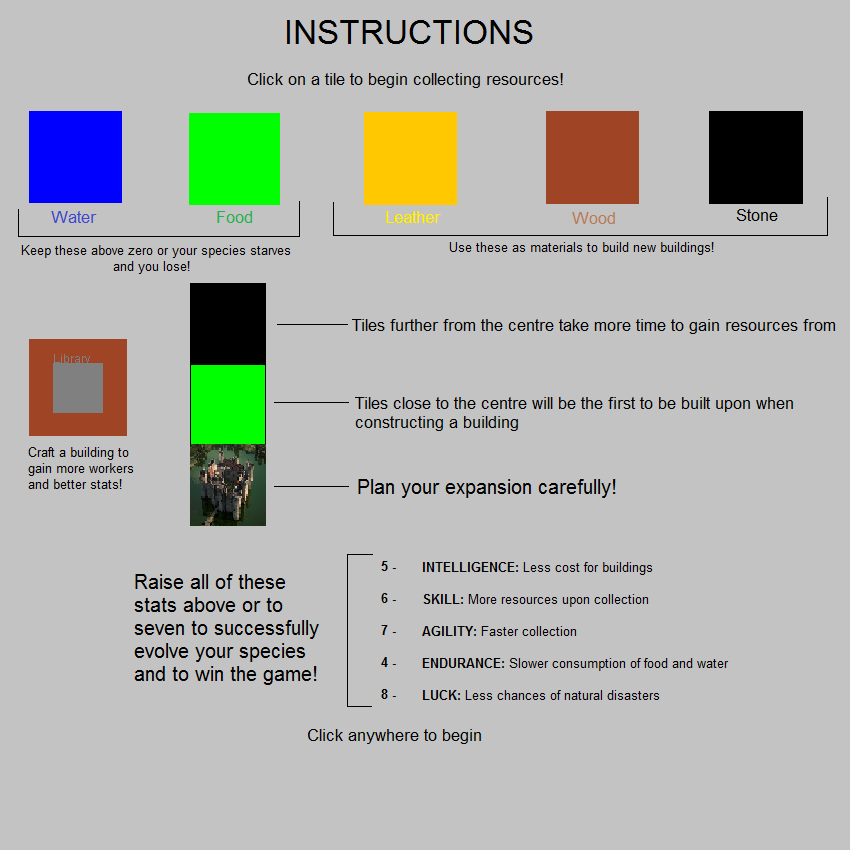 INSTRUCTIONS
Click on a tile to begin collecting resources!
Water
Food
Leather
Wood
Stone
Keep these above zero or your species starves
and you lose!
Use these as materials to build new buildings!
Tiles further from the centre take more time to gain resources from
Library
Tiles close to the centre will be the first to be built upon when
constructing a building
Craft a building to
gain more workers
and better stats!
Plan your expansion carefully!
Raise all of these
stats above or to
seven to successfully
evolve your species
and to win the game!
5 - INTELLIGENCE: Less cost for buildings
6 - SKILL: More resources upon collection
7 - AGILITY: Faster collection
4 - ENDURANCE: Slower consumption of food and water
8 - LUCK: Less chances of natural disasters
Click anywhere to begin